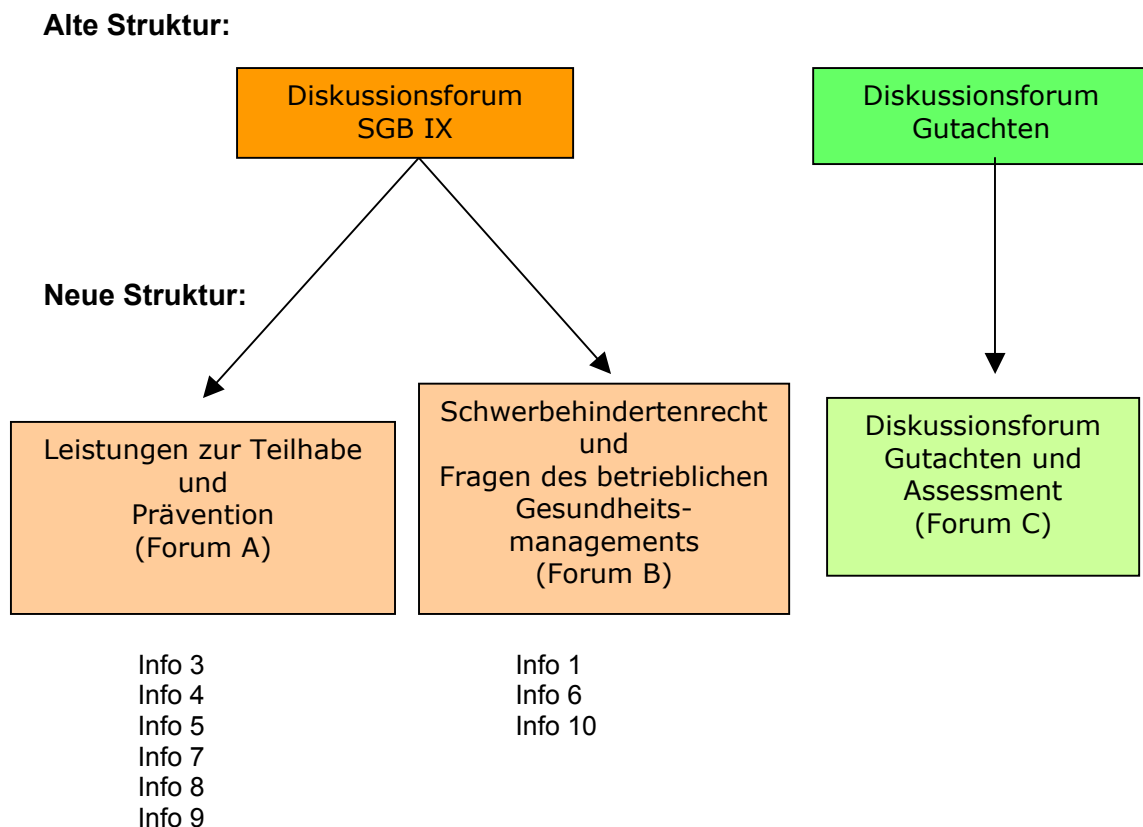 Alte Struktur:
Diskussionsforum
SGB IX
Diskussionsforum
Gutachten
Neue Struktur:
Leistungen zur Teilhabe
und
Prävention
(Forum A)
Schwerbehindertenrecht
und
Fragen des betrieblichen
Gesundheits-
managements
(Forum B)
Diskussionsforum
Gutachten und
Assessment
(Forum C)
Info 3
Info 4
Info 5
Info 7
Info 8
Info 9
Info 1
Info 6
Info 10